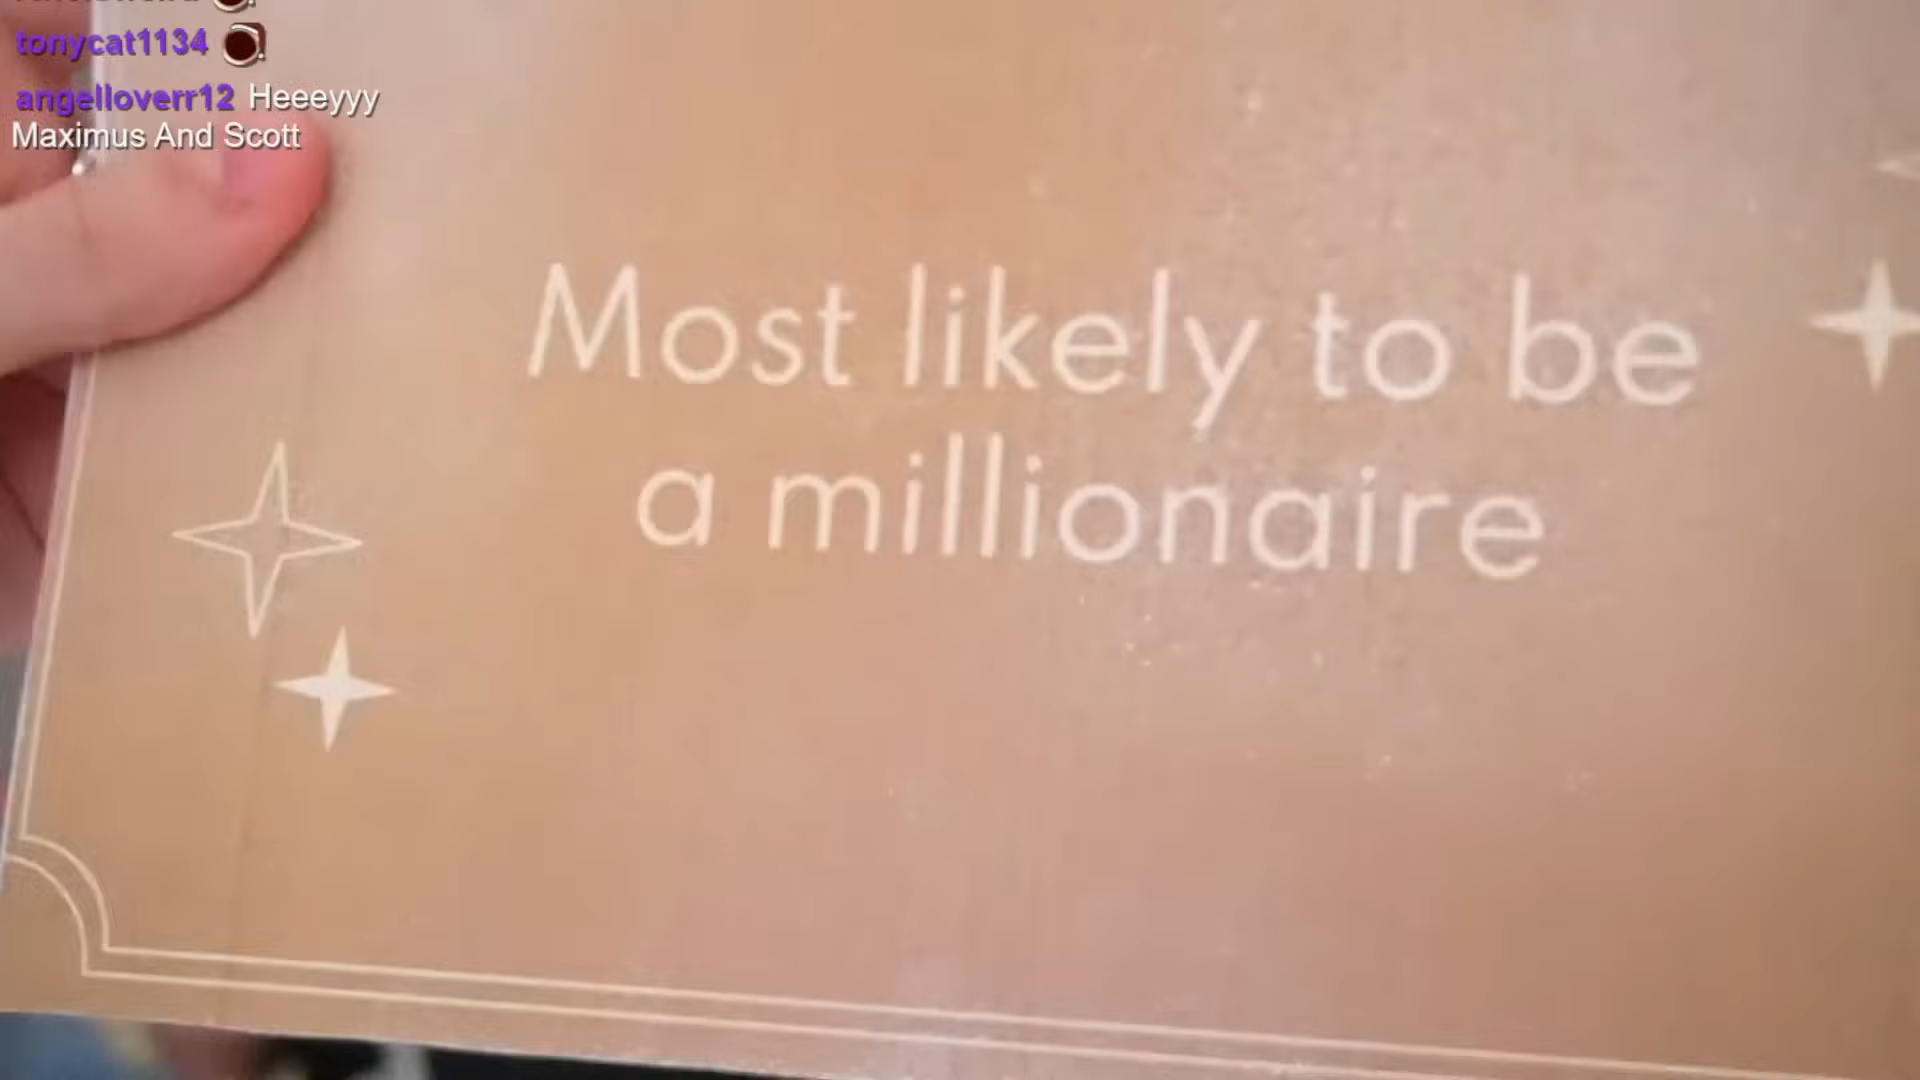 tonycat1134
angelloverr12 Heeeyyy
Maximus And Scott
Most likely to be
a millionaire